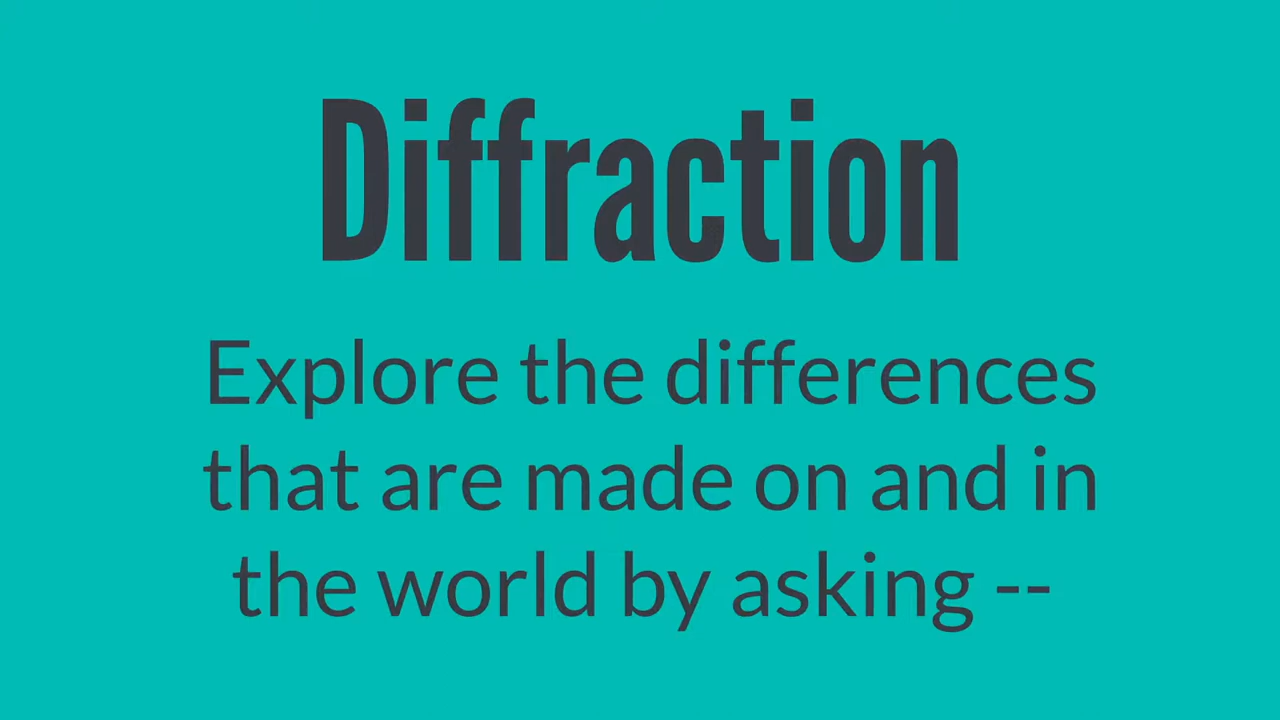 Diffraction
Explore the differences
that are made on and in
the world by asking --